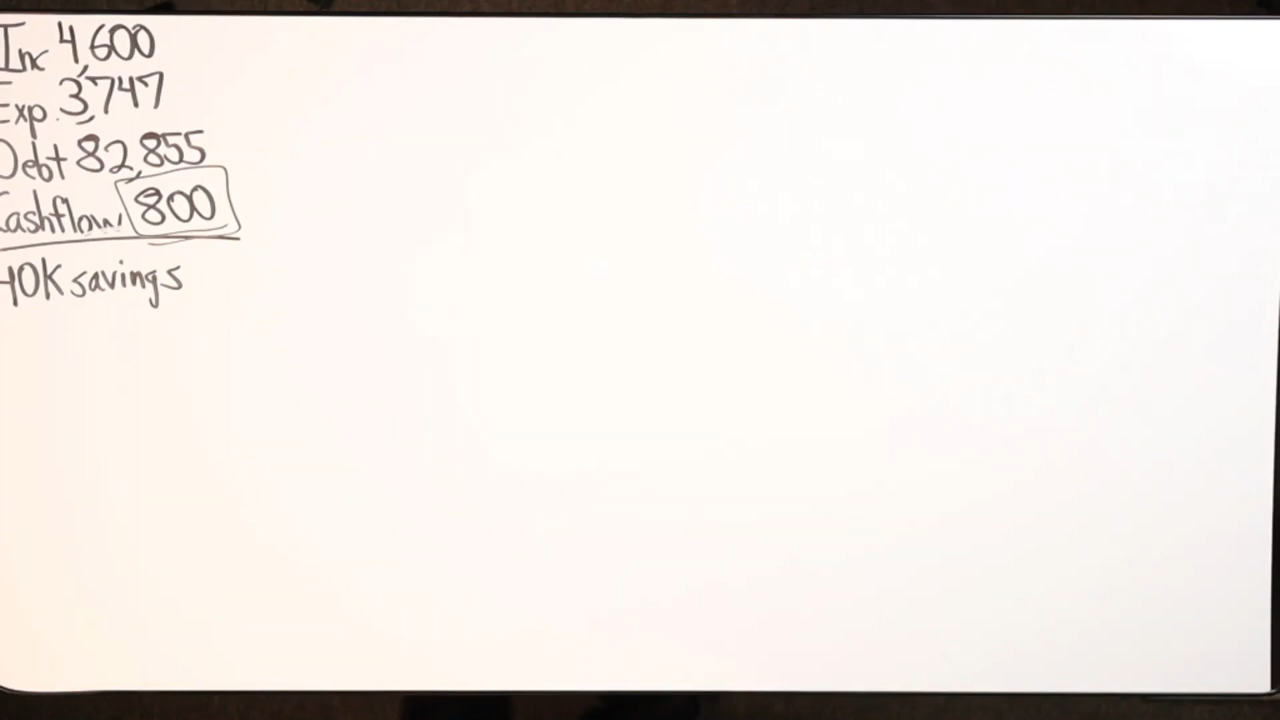 Inc 4,600
Exp. 3,747
Debt 82,855
Cashflow 800
40K savings